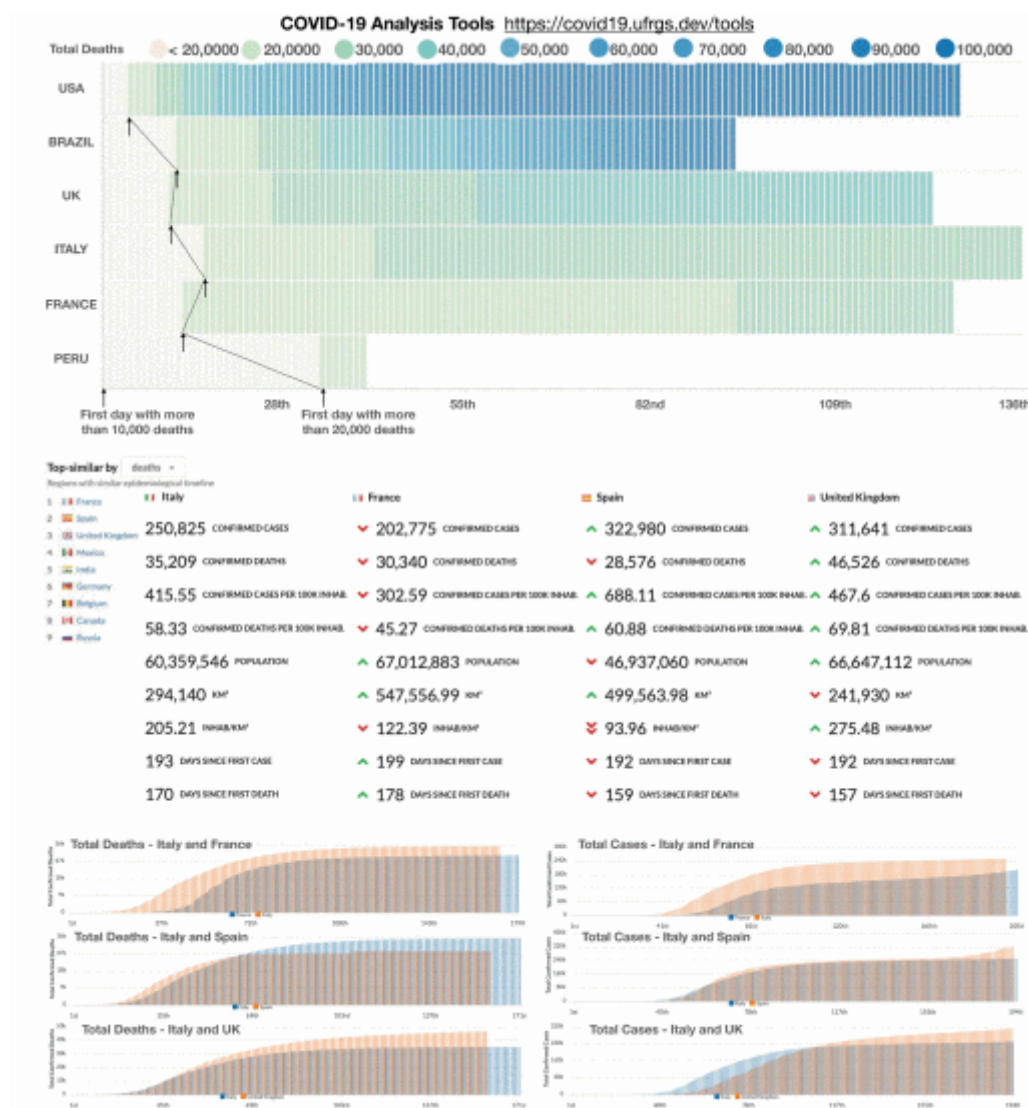 COVID-19 Analysis Tools https://covid19.ufrgs.dev/tools
Total Deaths < 20,0000 20,0000 30,000 40,000 50,000 60,000 70,000 80,000 90,000 100,000
USA
BRAZIL
UK
ITALY
FRANCE
PERU
28th 55th 82nd 109th 136th
First day with more than 10,000 deaths
First day with more than 20,000 deaths
Top-similar by deaths
Regions with similar epidemiological timeline
1 France
2 Spain
3 United Kingdom
4 Mexico
5 India
6 Germany
7 Belgium
8 Canada
9 Russia
Italy France Spain United Kingdom
250,825 CONFIRMED CASES 202,775 CONFIRMED CASES 322,980 CONFIRMED CASES 311,641 CONFIRMED CASES
35,209 CONFIRMED DEATHS 30,340 CONFIRMED DEATHS 28,576 CONFIRMED DEATHS 46,526 CONFIRMED DEATHS
415.55 CONFIRMED CASES PER 100K INHAB. 302.59 CONFIRMED CASES PER 100K INHAB. 688.11 CONFIRMED CASES PER 100K INHAB. 467.6 CONFIRMED CASES PER 100K INHAB.
58.33 CONFIRMED DEATHS PER 100K INHAB. 45.27 CONFIRMED DEATHS PER 100K INHAB. 60.88 CONFIRMED DEATHS PER 100K INHAB. 69.81 CONFIRMED DEATHS PER 100K INHAB.
60,359,546 POPULATION 67,012,883 POPULATION 46,937,060 POPULATION 66,647,112 POPULATION
294,140 KM² 547,556.99 KM² 499,563.98 KM² 241,930 KM²
205.21 INHAB/KM² 122.39 INHAB/KM² 93.96 INHAB/KM² 275.48 INHAB/KM²
193 DAYS SINCE FIRST CASE 199 DAYS SINCE FIRST CASE 192 DAYS SINCE FIRST CASE 192 DAYS SINCE FIRST CASE
170 DAYS SINCE FIRST DEATH 178 DAYS SINCE FIRST DEATH 159 DAYS SINCE FIRST DEATH 157 DAYS SINCE FIRST DEATH
Total Deaths - Italy and France
Total Cases - Italy and France
Total Deaths - Italy and Spain
Total Cases - Italy and Spain
Total Deaths - Italy and UK
Total Cases - Italy and UK